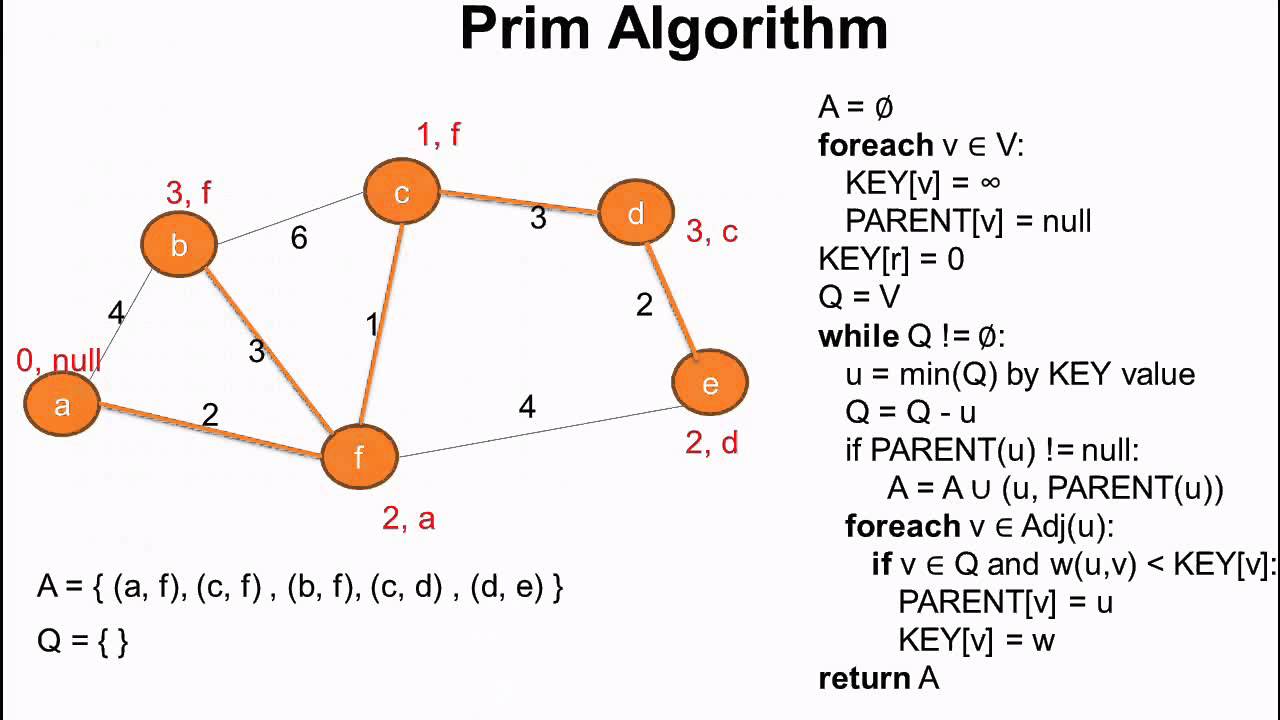 Prim Algorithm
1, f
3, f
c
d
3, c
b
6
3
4
1
2
3
0, null
a
2
4
e
f
2, d
2, a
A = { (a, f), (c, f) , (b, f), (c, d) , (d, e) }
Q = { }
A = ∅
foreach v ∈ V:
KEY[v] = ∞
PARENT[v] = null
KEY[r] = 0
Q = V
while Q != ∅:
u = min(Q) by KEY value
Q = Q - u
if PARENT(u) != null:
A = A ∪ (u, PARENT(u))
foreach v ∈ Adj(u):
if v ∈ Q and w(u,v) < KEY[v]:
PARENT[v] = u
KEY[v] = w
return A